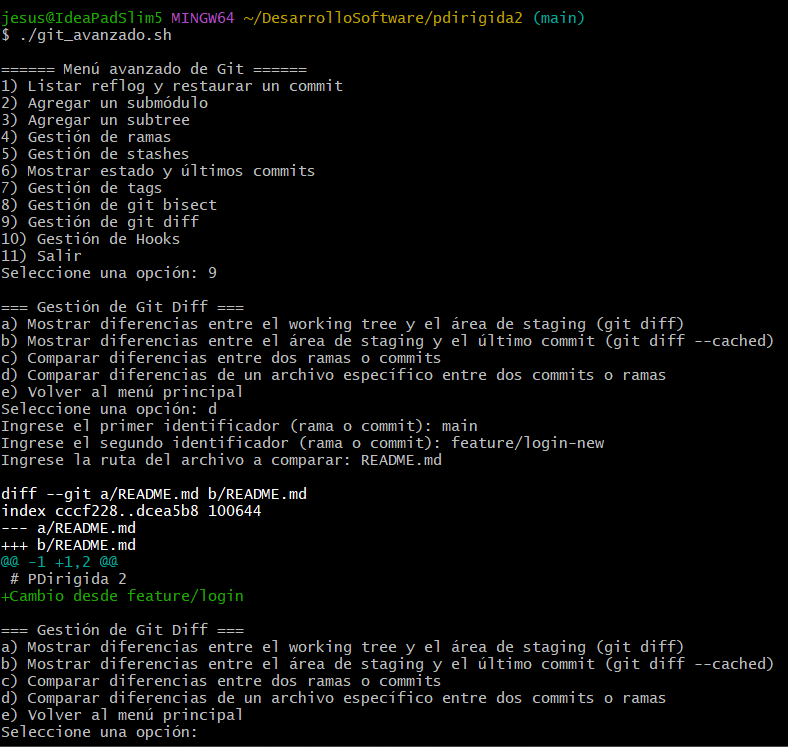 jesus@IdeaPadSlim5 MINGW64 ~/DesarrolloSoftware/pdirigida2 (main)
$ ./git_avanzado.sh
====== Menú avanzado de Git ======
1) Listar reflog y restaurar un commit
2) Agregar un submódulo
3) Agregar un subtree
4) Gestión de ramas
5) Gestión de stashes
6) Mostrar estado y últimos commits
7) Gestión de tags
8) Gestión de git bisect
9) Gestión de git diff
10) Gestión de Hooks
11) Salir
Seleccione una opción: 9
=== Gestión de Git Diff ===
a) Mostrar diferencias entre el working tree y el área de staging (git diff)
b) Mostrar diferencias entre el área de staging y el último commit (git diff --cached)
c) Comparar diferencias entre dos ramas o commits
d) Comparar diferencias de un archivo específico entre dos commits o ramas
e) Volver al menú principal
Seleccione una opción: d
Ingrese el primer identificador (rama o commit): main
Ingrese el segundo identificador (rama o commit): feature/login-new
Ingrese la ruta del archivo a comparar: README.md
diff --git a/README.md b/README.md
index cccf228..dcea5b8 100644
--- a/README.md
+++ b/README.md
@@ -1 +1,2 @@
 # PDirigida 2
+Cambio desde feature/login
=== Gestión de Git Diff ===
a) Mostrar diferencias entre el working tree y el área de staging (git diff)
b) Mostrar diferencias entre el área de staging y el último commit (git diff --cached)
c) Comparar diferencias entre dos ramas o commits
d) Comparar diferencias de un archivo específico entre dos commits o ramas
e) Volver al menú principal
Seleccione una opción: